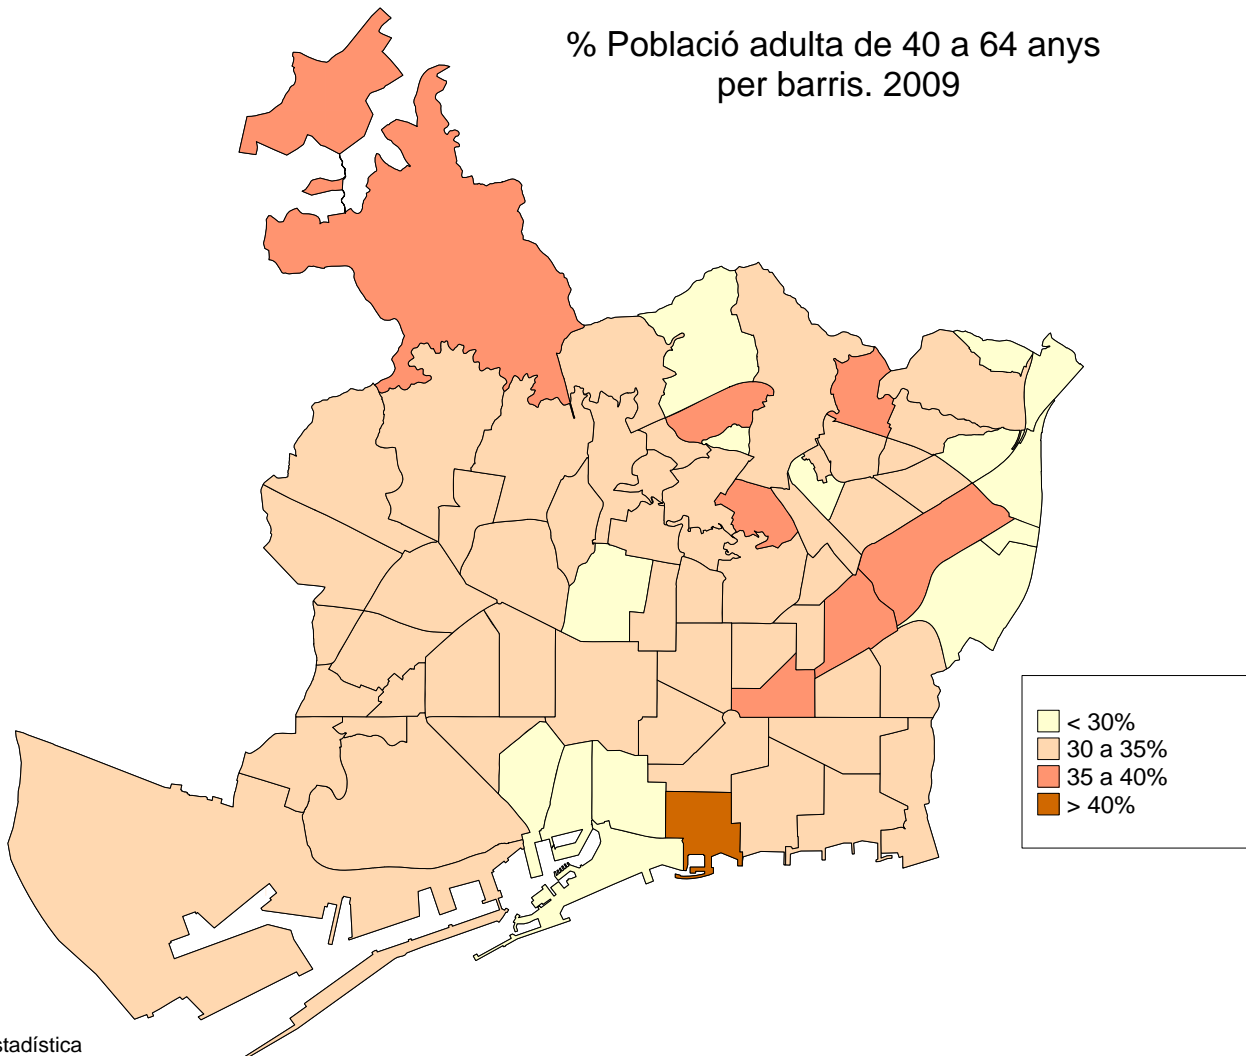 % Població adulta de 40 a 64 anys
per barris. 2009
< 30%
30 a 35%
35 a 40%
> 40%
stadística